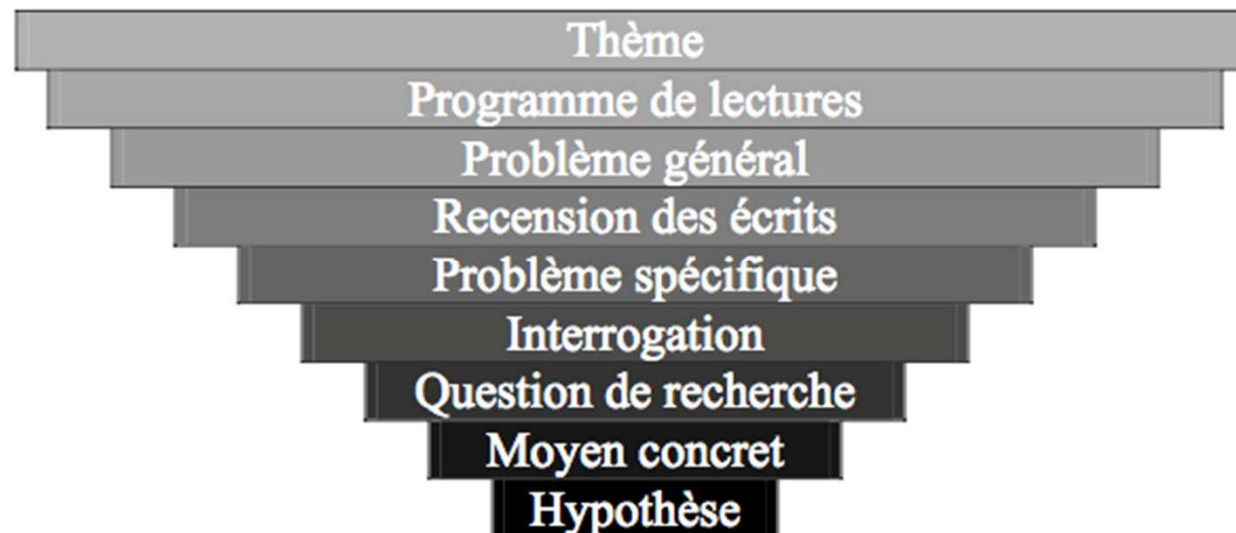 Thème
Programme de lectures
Problème général
Recension des écrits
Problème spécifique
Interrogation
Question de recherche
Moyen concret
Hypothèse